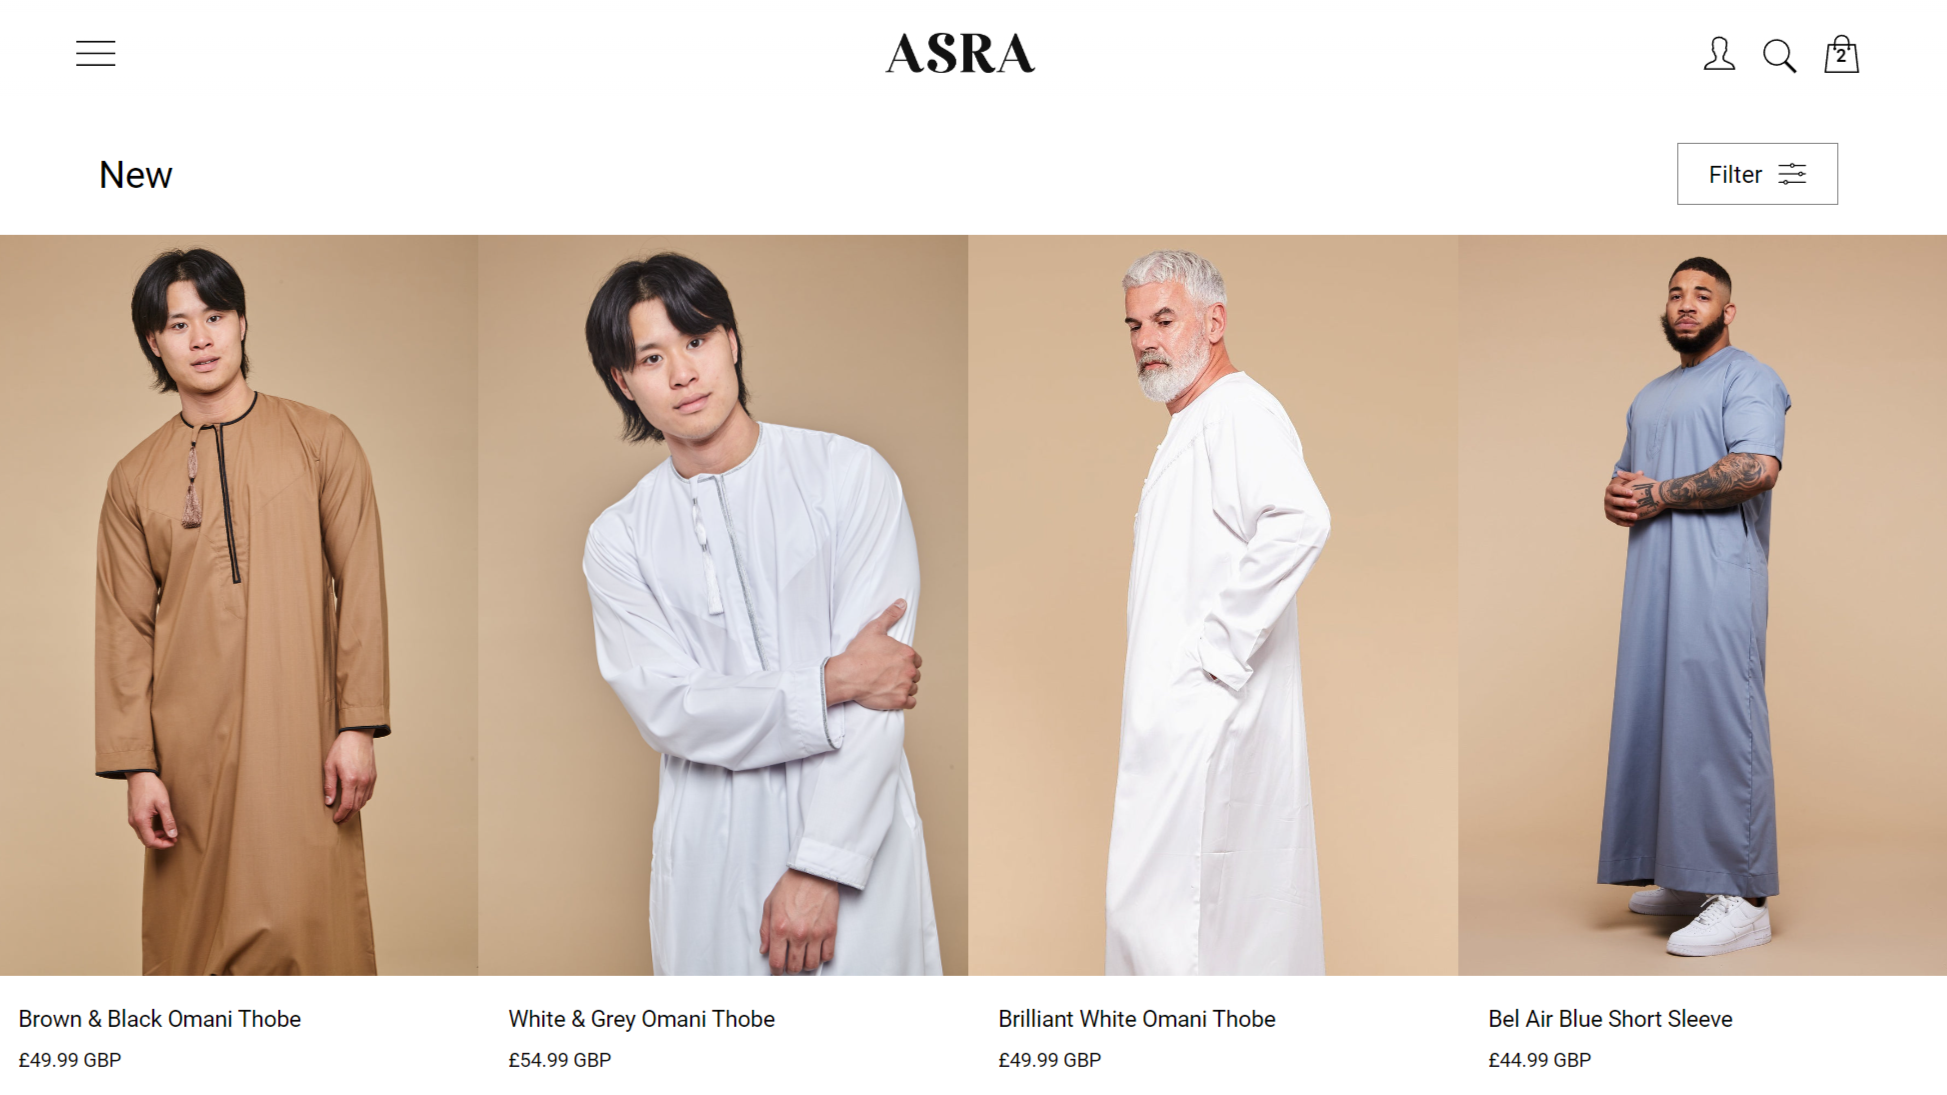 ASRA
2
New
Filter
Brown & Black Omani Thobe
£49.99 GBP
White & Grey Omani Thobe
£54.99 GBP
Brilliant White Omani Thobe
£49.99 GBP
Bel Air Blue Short Sleeve
£44.99 GBP